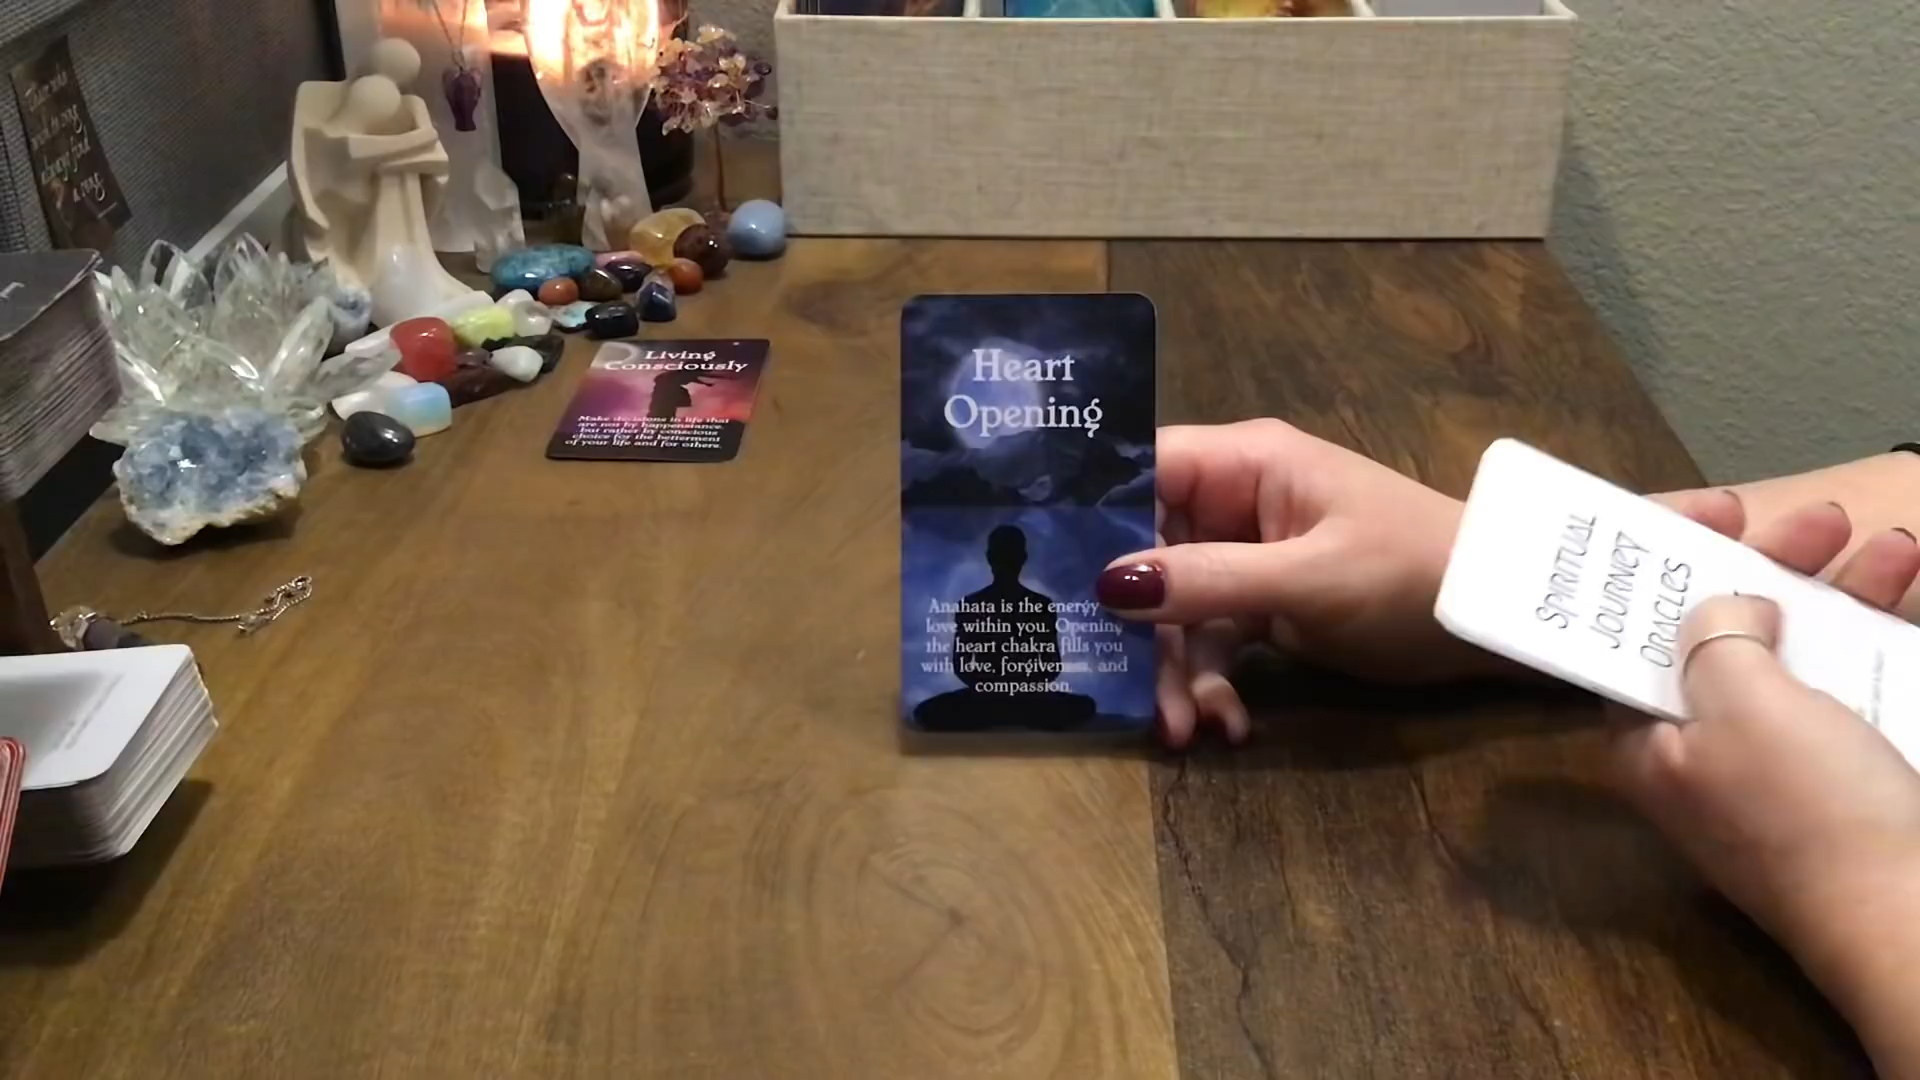 Living
Consciously
Make decisions in life that
are not by happenstance,
but rather by conscious
choice for the betterment
of your life and for others.
Heart
Opening
Anahata is the energy
love within you. Opening
the heart chakra fills you
with love, forgiveness, and
compassion.
SPIRITUAL
JOURNEY
ORACLES